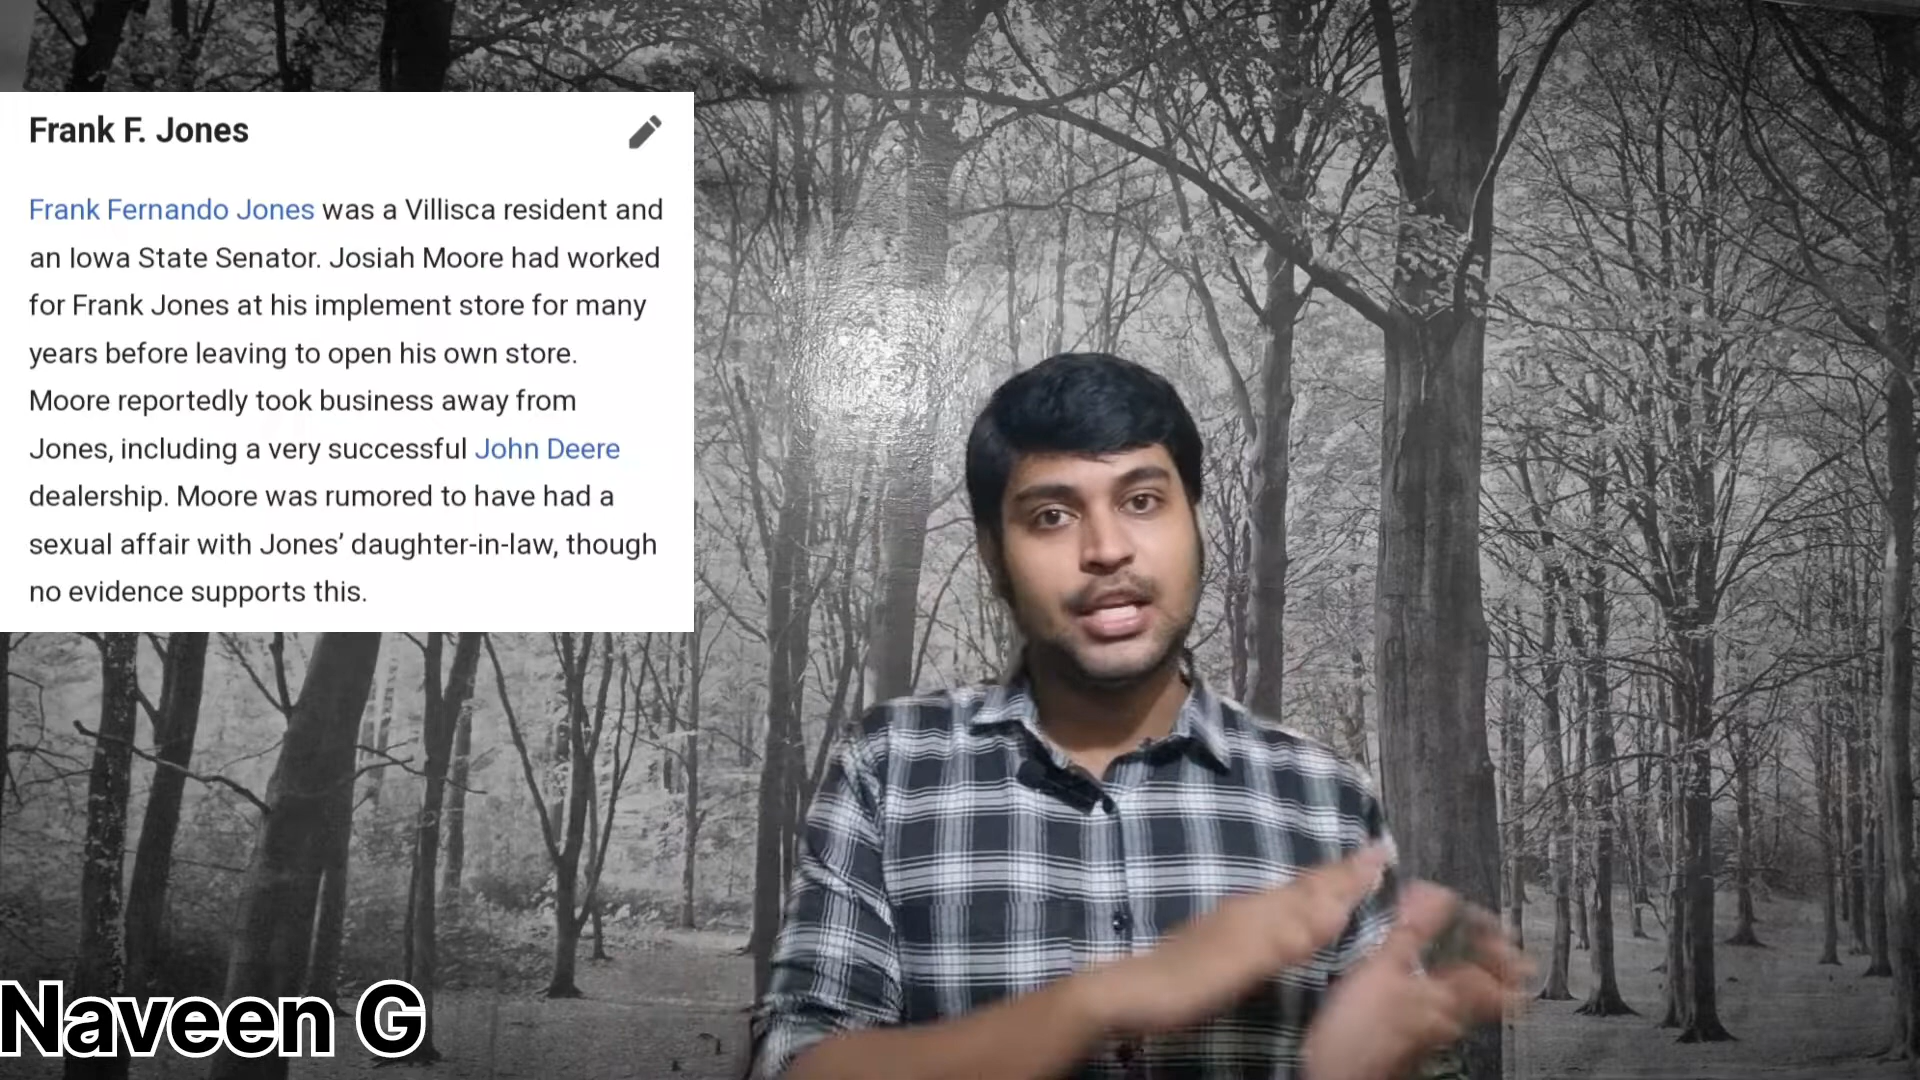 Frank F. Jones
Frank Fernando Jones was a Villisca resident and
an Iowa State Senator. Josiah Moore had worked
for Frank Jones at his implement store for many
years before leaving to open his own store.
Moore reportedly took business away from
Jones, including a very successful John Deere
dealership. Moore was rumored to have had a
sexual affair with Jones’ daughter-in-law, though
no evidence supports this.
Naveen G